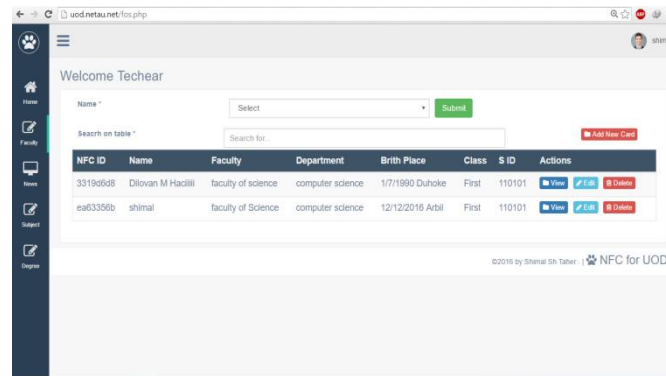 uod.netau.net/fos.php
shim
Welcome Techear
Home
Name *
Select
Submit
Faculty
Seacrh on table *
Search for...
Add New Card
NFC ID Name Faculty Department Brith Place Class S ID Actions
News
3319d6d8 Dilovan M Haciliii faculty of science computer science 1/7/1990 Duhoke First 110101 View Edit Delete
ea63356b shimal faculty of Science computer science 12/12/2016 Arbil First 110101 View Edit Delete
Subject
Degree
©2016 by Shimal Sh Taher . | NFC for UOD